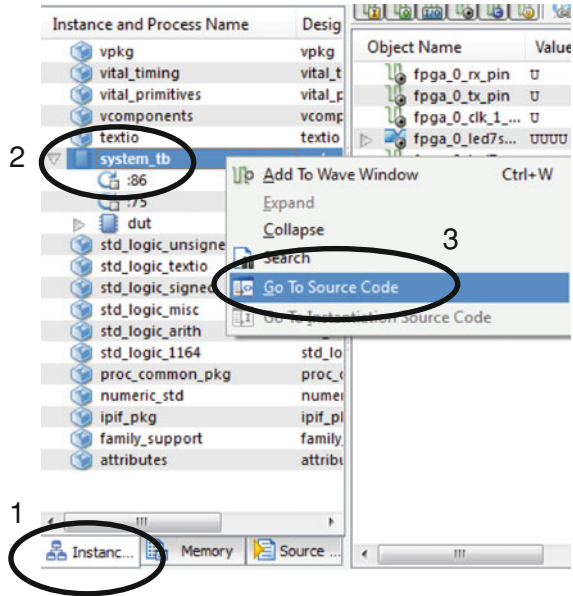 Instance and Process Name Desig
vpkg vpkg
vital_timing vital_t
vital_primitives vital_p
vcomponents vcomp
textio textio
2
system_tb
:86
:75
dut
std_logic_unsigne
std_logic_textio
std_logic_signed
std_logic_misc
std_logic_arith
std_logic_1164 std_lo
proc_common_pkg proc_c
numeric_std numer
ipif_pkg ipif_pl
family_support family_
attributes attribu
Object Name Value
fpga_0_rx_pin U
fpga_0_tx_pin U
fpga_0_clk_1_... U
fpga_0_led7s... UUUU
Add To Wave Window Ctrl+W
Expand
Collapse
3
Search
Go To Source Code
Go To Instantiation Source Code
1
Instanc... Memory Source ...